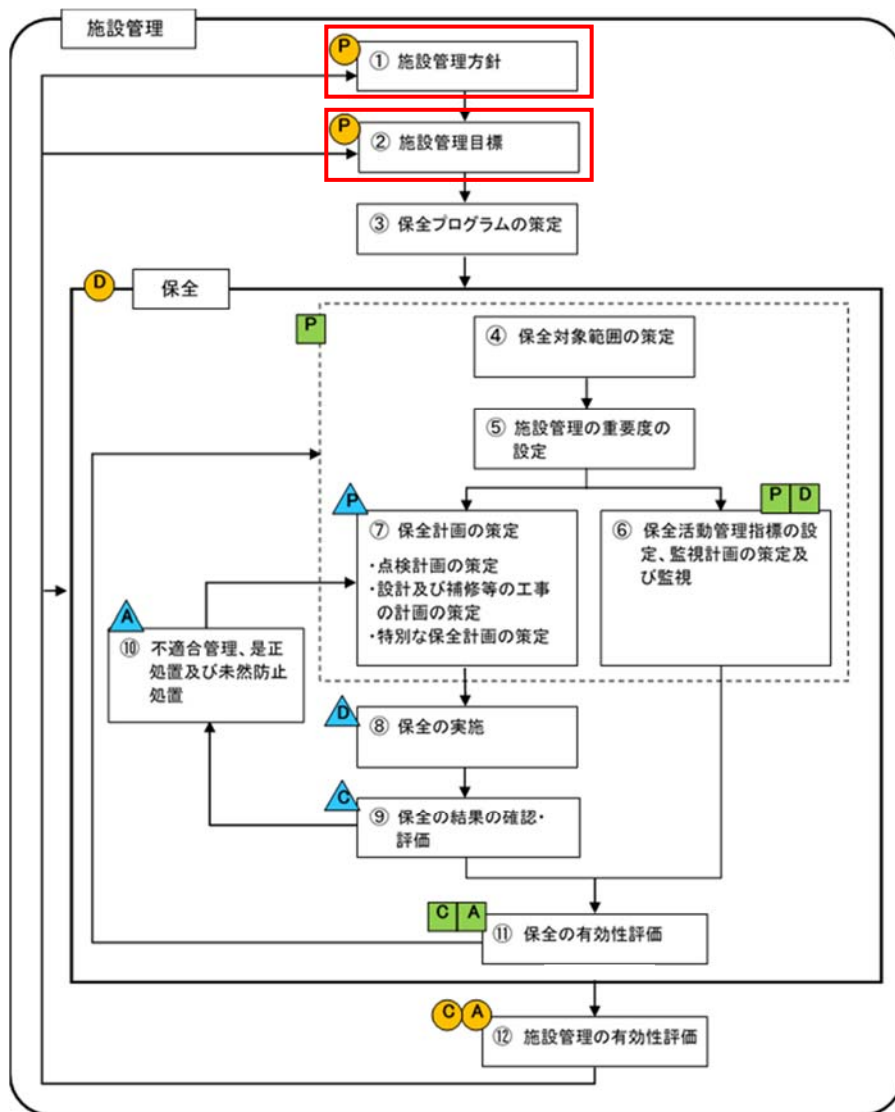 施設管理
P
① 施設管理方針
P
② 施設管理目標
③ 保全プログラムの策定
D
保全
P
④ 保全対象範囲の策定
⑤ 施設管理の重要度の
設定
P
⑦ 保全計画の策定
・点検計画の策定
・設計及び補修等の工事
の計画の策定
・特別な保全計画の策定
P D
⑥ 保全活動管理指標の設
定、監視計画の策定及
び監視
A
⑩ 不適合管理、是正
処置及び未然防止
処置
D
⑧ 保全の実施
C
⑨ 保全の結果の確認・
評価
C A
⑪ 保全の有効性評価
C A
⑫ 施設管理の有効性評価